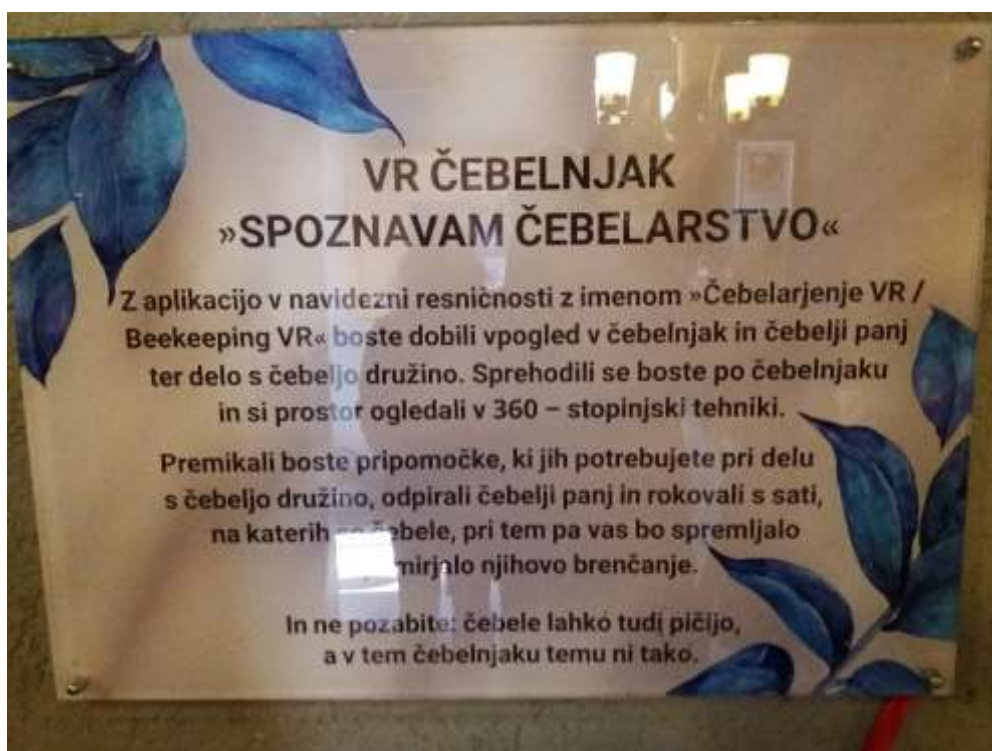 VR ČEBELNJAK
»SPOZNAVAM ČEBELARSTVO«
Z aplikacijo v navidezni resničnosti z imenom »Čebelarjenje VR /
Beekeeping VR« boste dobili vpogled v čebelnjak in čebelji panj
ter delo s čebeljo družino. Sprehodili se boste po čebelnjaku
in si prostor ogledali v 360 – stopinjski tehniki.
Premikali boste pripomočke, ki jih potrebujete pri delu
s čebeljo družino, odpirali čebelji panj in rokovali s sati,
na katerih so čebele, pri tem pa vas bo spremljalo
njihovo brenčanje.
In ne pozabite: čebele lahko tudi pičijo,
a v tem čebelnjaku temu ni tako.